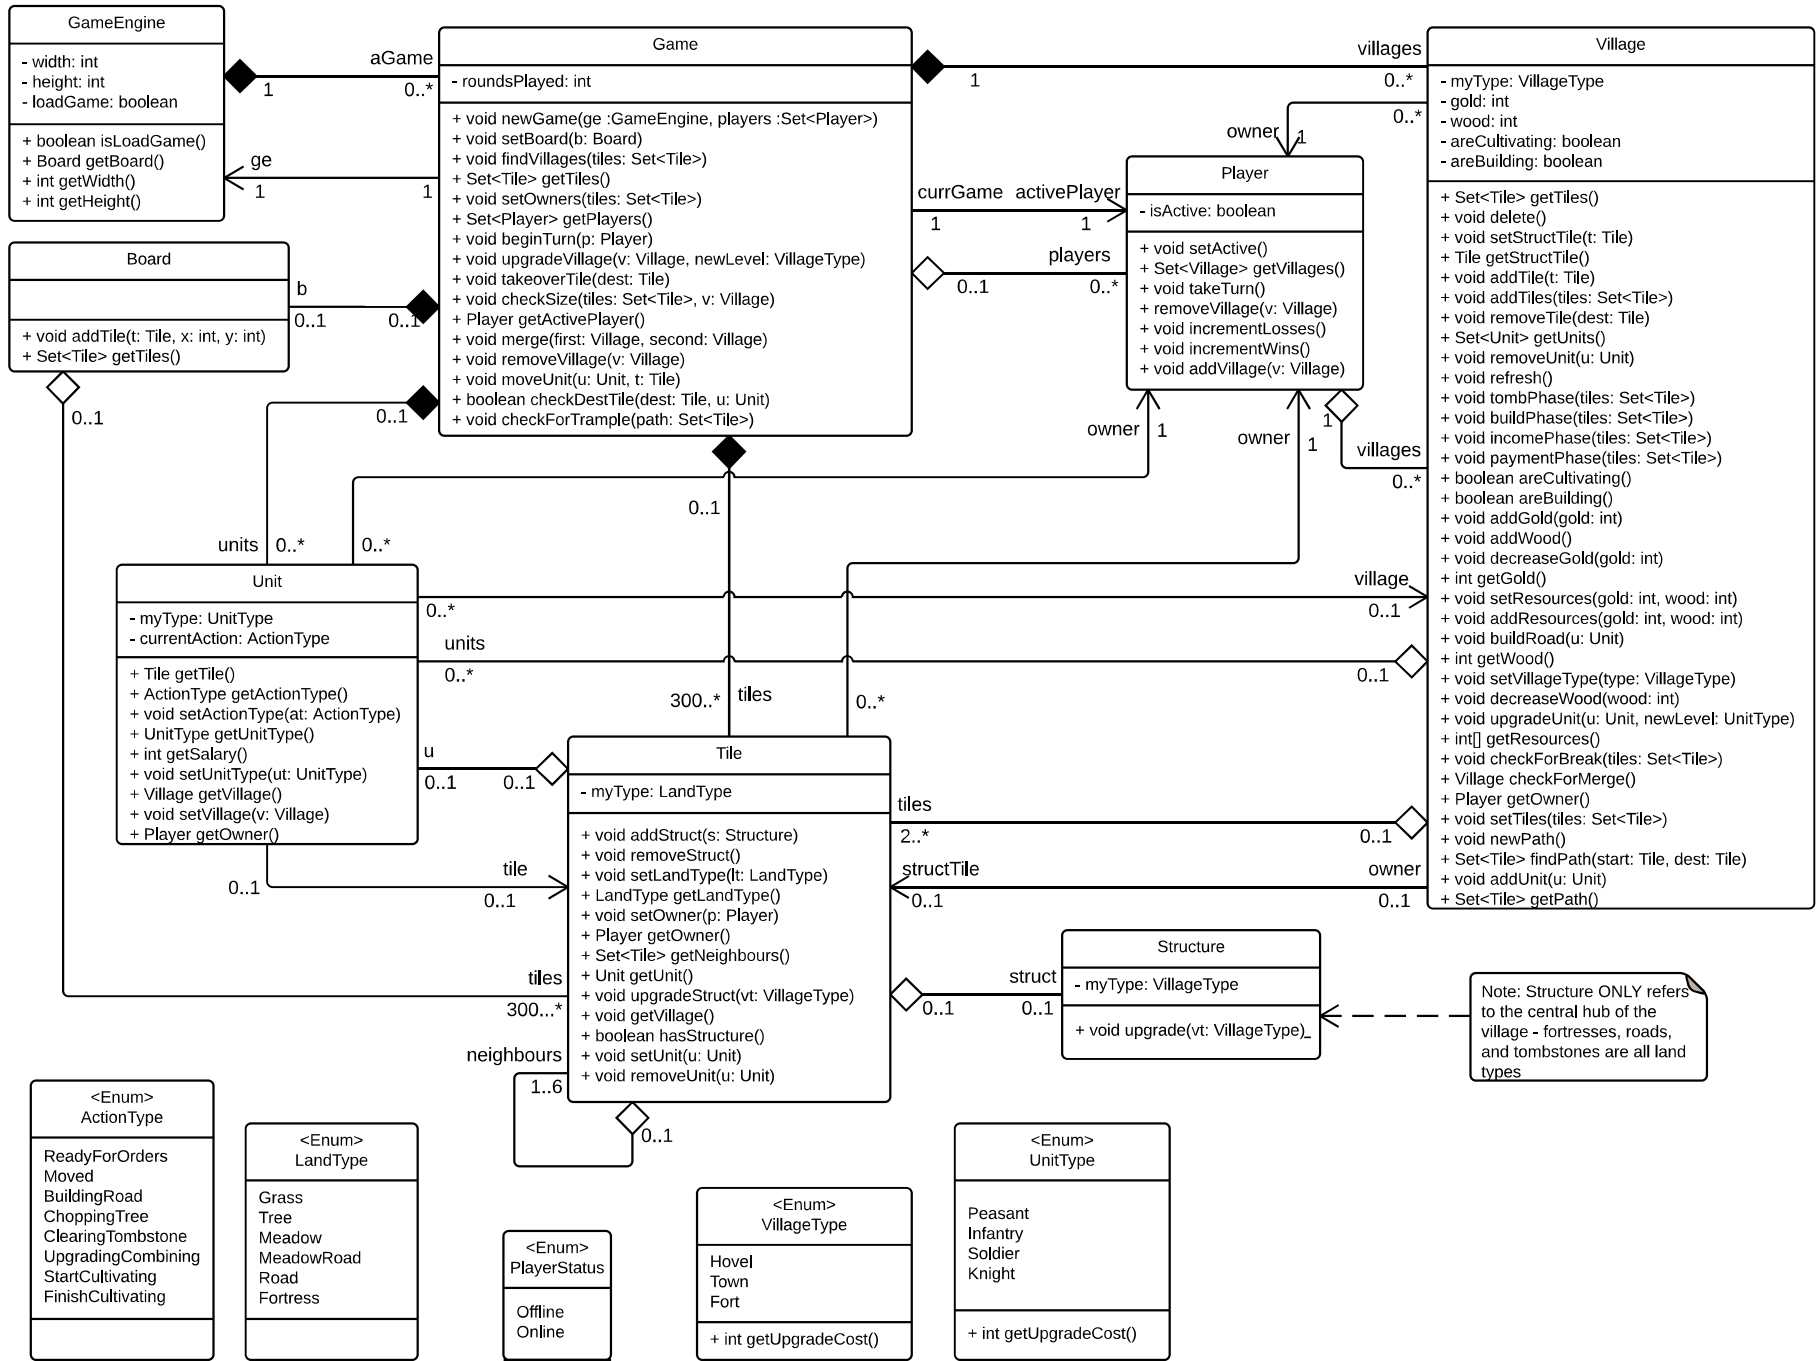 GameEngine
- width: int
- height: int
- loadGame: boolean
+ boolean isLoadGame()
+ Board getBoard()
+ int getWidth()
+ int getHeight()
aGame
1
0..*
ge
1
1
Game
- roundsPlayed: int
+ void newGame(ge :GameEngine, players :Set<Player>)
+ void setBoard(b: Board)
+ void findVillages(tiles: Set<Tile>)
+ Set<Tile> getTiles()
+ void setOwners(tiles: Set<Tile>)
+ Set<Player> getPlayers()
+ void beginTurn(p: Player)
+ void upgradeVillage(v: Village, newLevel: VillageType)
+ void takeoverTile(dest: Tile)
+ void checkSize(tiles: Set<Tile>, v: Village)
+ Player getActivePlayer()
+ void merge(first: Village, second: Village)
+ void removeVillage(v: Village)
+ void moveUnit(u: Unit, t: Tile)
+ boolean checkDestTile(dest: Tile, u: Unit)
+ void checkForTrample(path: Set<Tile>)
villages
1
0..*
0..*
owner
1
currGame
activePlayer
1
1
players
0..1
0..*
Player
- isActive: boolean
+ void setActive()
+ Set<Village> getVillages()
+ void takeTurn()
+ removeVillage(v: Village)
+ void incrementLosses()
+ void incrementWins()
+ void addVillage(v: Village)
Village
- myType: VillageType
- gold: int
- wood: int
- areCultivating: boolean
- areBuilding: boolean
+ Set<Tile> getTiles()
+ void delete()
+ void setStructTile(t: Tile)
+ Tile getStructTile()
+ void addTile(t: Tile)
+ void addTiles(tiles: Set<Tile>)
+ void removeTile(dest: Tile)
+ Set<Unit> getUnits()
+ void removeUnit(u: Unit)
+ void refresh()
+ void tombPhase(tiles: Set<Tile>)
+ void buildPhase(tiles: Set<Tile>)
+ void incomePhase(tiles: Set<Tile>)
+ void paymentPhase(tiles: Set<Tile>)
+ boolean areCultivating()
+ boolean areBuilding()
+ void addGold(gold: int)
+ void addWood()
+ void decreaseGold(gold: int)
+ int getGold()
+ void setResources(gold: int, wood: int)
+ void addResources(gold: int, wood: int)
+ void buildRoad(u: Unit)
+ int getWood()
+ void setVillageType(type: VillageType)
+ void decreaseWood(wood: int)
+ void upgradeUnit(u: Unit, newLevel: UnitType)
+ int[] getResources()
+ void checkForBreak(tiles: Set<Tile>)
+ Village checkForMerge()
+ Player getOwner()
+ void setTiles(tiles: Set<Tile>)
+ void newPath()
+ Set<Tile> findPath(start: Tile, dest: Tile)
+ void addUnit(u: Unit)
+ Set<Tile> getPath()
Board
+ void addTile(t: Tile, x: int, y: int)
+ Set<Tile> getTiles()
b
0..1
0..1
0..1
0..1
owner
1
owner
1
1
villages
0..*
0..1
units
0..*
0..*
Unit
- myType: UnitType
- currentAction: ActionType
+ Tile getTile()
+ ActionType getActionType()
+ void setActionType(at: ActionType)
+ UnitType getUnitType()
+ int getSalary()
+ void setUnitType(ut: UnitType)
+ Village getVillage()
+ void setVillage(v: Village)
+ Player getOwner()
0..*
village
0..1
units
0..*
0..1
300..*
tiles
0..*
u
0..1
0..1
0..1
tile
0..1
Tile
- myType: LandType
+ void addStruct(s: Structure)
+ void removeStruct()
+ void setLandType(lt: LandType)
+ LandType getLandType()
+ void setOwner(p: Player)
+ Player getOwner()
+ Set<Tile> getNeighbours()
+ Unit getUnit()
+ void upgradeStruct(vt: VillageType)
+ void getVillage()
+ boolean hasStructure()
+ void setUnit(u: Unit)
+ void removeUnit(u: Unit)
tiles
2..*
0..1
structTile
0..1
owner
0..1
tiles
300...*
neighbours
1..6
0..1
struct
0..1
0..1
Structure
- myType: VillageType
+ void upgrade(vt: VillageType)
Note: Structure ONLY refers
to the central hub of the
village - fortresses, roads,
and tombstones are all land
types
<Enum>
ActionType
ReadyForOrders
Moved
BuildingRoad
ChoppingTree
ClearingTombstone
UpgradingCombining
StartCultivating
FinishCultivating
<Enum>
LandType
Grass
Tree
Meadow
MeadowRoad
Road
Fortress
<Enum>
PlayerStatus
Offline
Online
<Enum>
VillageType
Hovel
Town
Fort
+ int getUpgradeCost()
<Enum>
UnitType
Peasant
Infantry
Soldier
Knight
+ int getUpgradeCost()